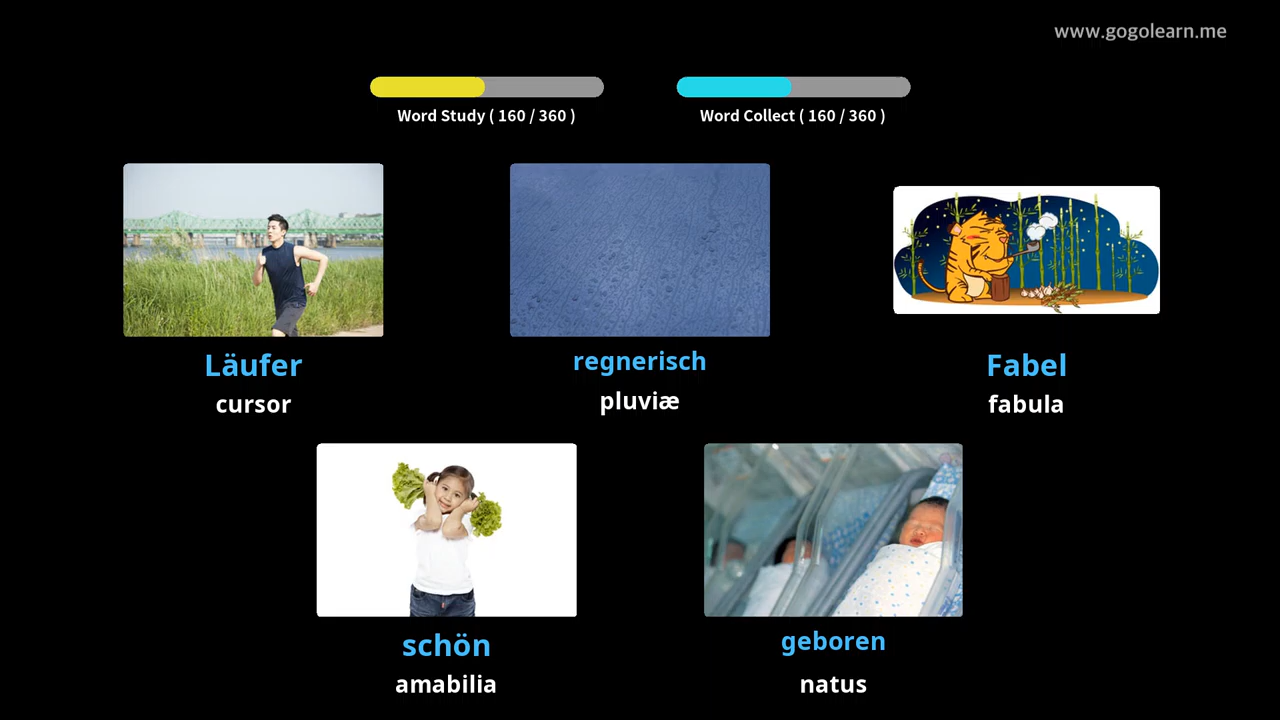 www.gogolearn.me
Word Study ( 160 / 360 )
Word Collect ( 160 / 360 )
Läufer
cursor
regnerisch
pluviæ
Fabel
fabula
schön
amabilia
geboren
natus